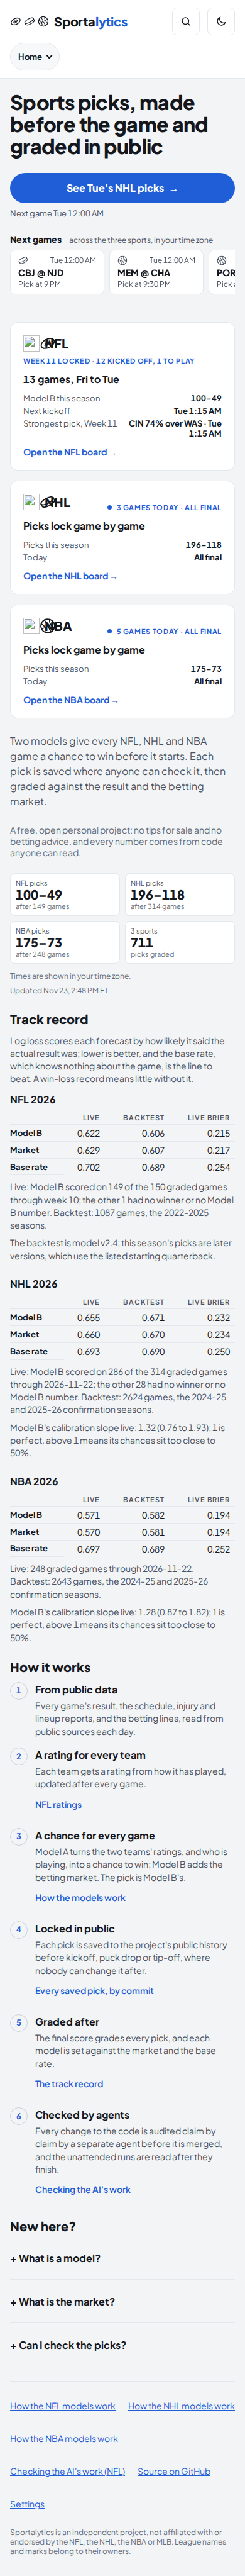 Sportalytics
Home
Sports picks, made
before the game and
graded in public
See Tue's NHL picks →
Next game Tue 12:00 AM
Next games across the three sports, in your time zone
Tue 12:00 AM
CBJ @ NJD
Pick at 9 PM
Tue 12:00 AM
MEM @ CHA
Pick at 9:30 PM
POR
Pick a
NFL
WEEK 11 LOCKED · 12 KICKED OFF, 1 TO PLAY
13 games, Fri to Tue
Model B this season 100–49
Next kickoff Tue 1:15 AM
Strongest pick, Week 11 CIN 74% over WAS · Tue
1:15 AM
Open the NFL board →
NHL
3 GAMES TODAY · ALL FINAL
Picks lock game by game
Picks this season 196–118
Today All final
Open the NHL board →
NBA
5 GAMES TODAY · ALL FINAL
Picks lock game by game
Picks this season 175–73
Today All final
Open the NBA board →
Two models give every NFL, NHL and NBA
game a chance to win before it starts. Each
pick is saved where anyone can check it, then
graded against the result and the betting
market.
A free, open personal project: no tips for sale and no
betting advice, and every number comes from code
anyone can read.
NFL picks
100–49
after 149 games
NHL picks
196–118
after 314 games
NBA picks
175–73
after 248 games
3 sports
711
picks graded
Times are shown in your time zone.
Updated Nov 23, 2:48 PM ET
Track record
Log loss scores each forecast by how likely it said the
actual result was; lower is better, and the base rate,
which knows nothing about the game, is the line to
beat. A win-loss record means little without it.
NFL 2026
LIVE BACKTEST LIVE BRIER
Model B 0.622 0.606 0.215
Market 0.629 0.607 0.217
Base rate 0.702 0.689 0.254
Live: Model B scored on 149 of the 150 graded games
through week 10; the other 1 had no winner or no Model
B number. Backtest: 1087 games, the 2022-2025
seasons.
The backtest is model v2.4; this season's picks are later
versions, which use the listed starting quarterback.
NHL 2026
LIVE BACKTEST LIVE BRIER
Model B 0.655 0.671 0.232
Market 0.660 0.670 0.234
Base rate 0.693 0.690 0.250
Live: Model B scored on 286 of the 314 graded games
through 2026-11-22; the other 28 had no winner or no
Model B number. Backtest: 2624 games, the 2024-25
and 2025-26 confirmation seasons.
Model B's calibration slope live: 1.32 (0.76 to 1.93); 1 is
perfect, above 1 means its chances sit too close to
50%.
NBA 2026
LIVE BACKTEST LIVE BRIER
Model B 0.571 0.582 0.194
Market 0.570 0.581 0.194
Base rate 0.697 0.689 0.252
Live: 248 graded games through 2026-11-22.
Backtest: 2643 games, the 2024-25 and 2025-26
confirmation seasons.
Model B's calibration slope live: 1.28 (0.87 to 1.82); 1 is
perfect, above 1 means its chances sit too close to
50%.
How it works
1 From public data
Every game's result, the schedule, injury and
lineup reports, and the betting lines, read from
public sources each day.
2 A rating for every team
Each team gets a rating from how it has played,
updated after every game.
NFL ratings
3 A chance for every game
Model A turns the two teams' ratings, and who is
playing, into a chance to win; Model B adds the
betting market. The pick is Model B's.
How the models work
4 Locked in public
Each pick is saved to the project's public history
before kickoff, puck drop or tip-off, where
nobody can change it after.
Every saved pick, by commit
5 Graded after
The final score grades every pick, and each
model is set against the market and the base
rate.
The track record
6 Checked by agents
Every change to the code is audited claim by
claim by a separate agent before it is merged,
and the unattended runs are read after they
finish.
Checking the AI's work
New here?
+ What is a model?
+ What is the market?
+ Can I check the picks?
How the NFL models work How the NHL models work
How the NBA models work
Checking the AI's work (NFL) Source on GitHub
Settings
Sportalytics is an independent project, not affiliated with or
endorsed by the NFL, the NHL, the NBA or MLB. League names
and marks belong to their owners.